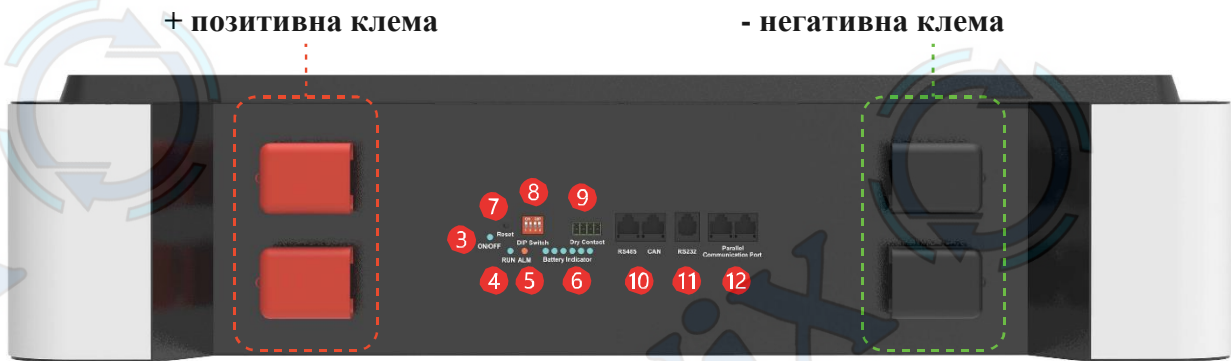 + позитивна клема
- негативна клема
7
8
9
3
Reset
ON/OFF
DIP Switch
Dry Contact
RUN ALM
Battery Indicator
RS485
CAN
RS232
Parallel
Communication Port
4
5
6
10
11
12